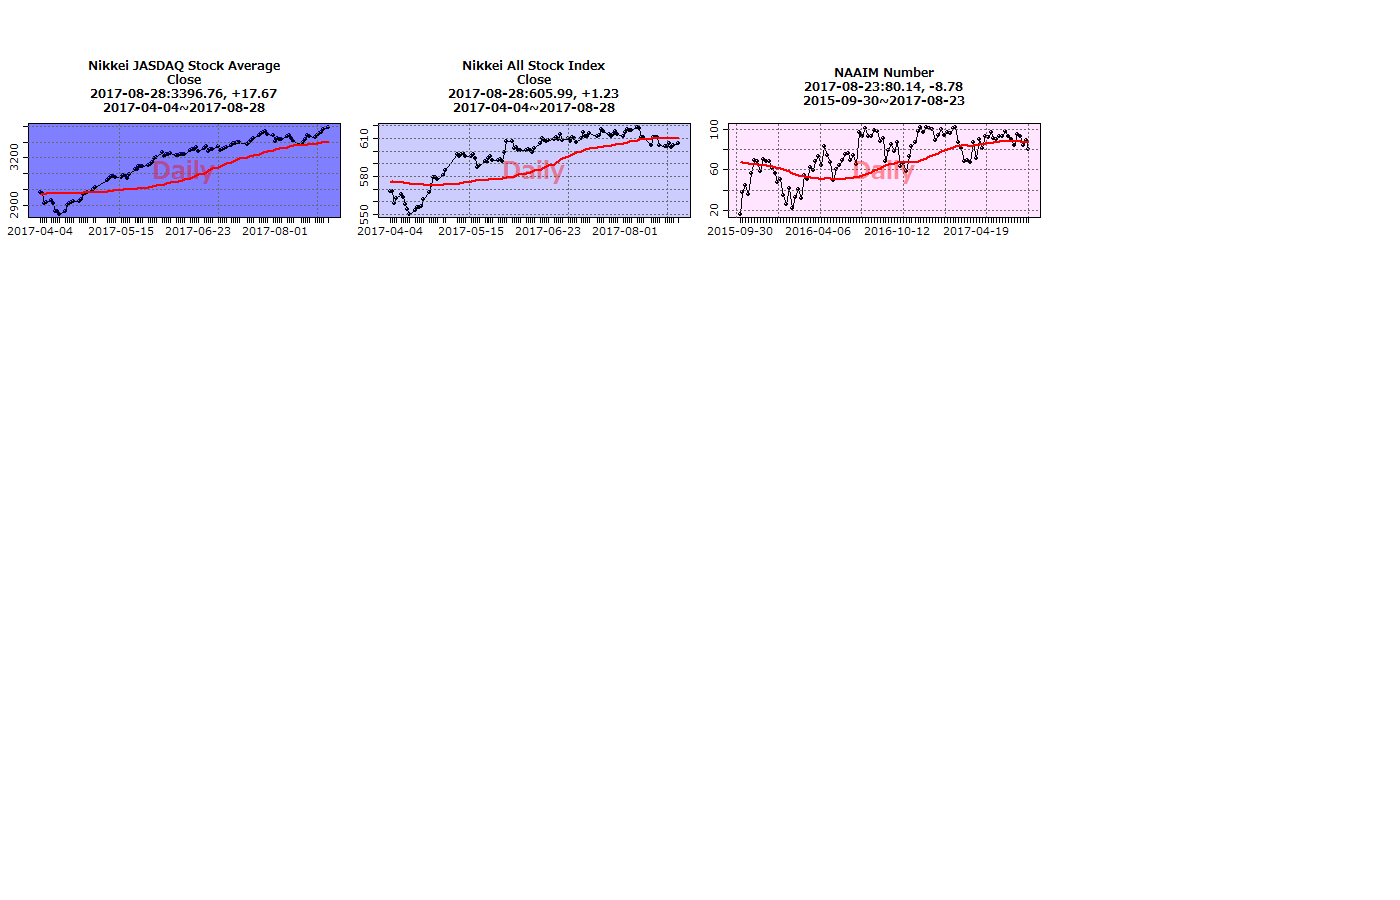 Nikkei JASDAQ Stock Average
Close
2017-08-28:3396.76, +17.67
2017-04-04~2017-08-28
3200
2900
Daily
2017-04-04 2017-05-15 2017-06-23 2017-08-01
Nikkei All Stock Index
Close
2017-08-28:605.99, +1.23
2017-04-04~2017-08-28
610
580
550
Daily
2017-04-04 2017-05-15 2017-06-23 2017-08-01
NAAIM Number
2017-08-23:80.14, -8.78
2015-09-30~2017-08-23
100
60
20
Daily
2015-09-30 2016-04-06 2016-10-12 2017-04-19